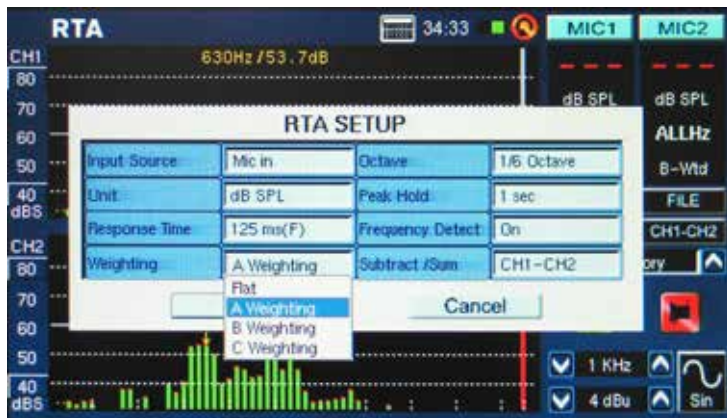 RTA
34:33
MIC1
MIC2
CH1
630Hz/53.7dB
80
70
60
50
40
dBS
dB SPL
dB SPL
ALLHz
B-Wtd
FILE
CH1-CH2
RTA SETUP
Input Source
Mic in
Octave
1/6 Octave
Unit
dB SPL
Peak Hold
1 sec
Response Time
125 ms(F)
Frequency Detect
On
Weighting
A Weighting
Subtract /Sum
CH1-CH2
Flat
A Weighting
B Weighting
C Weighting
Cancel
CH2
80
70
60
50
40
dBS
ory
1 KHz
4 dBu
Sin